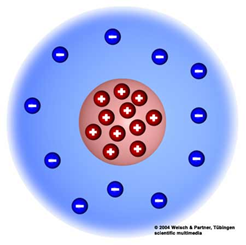 © 2004 Welsch & Partner, Tübingen
scientific multimedia